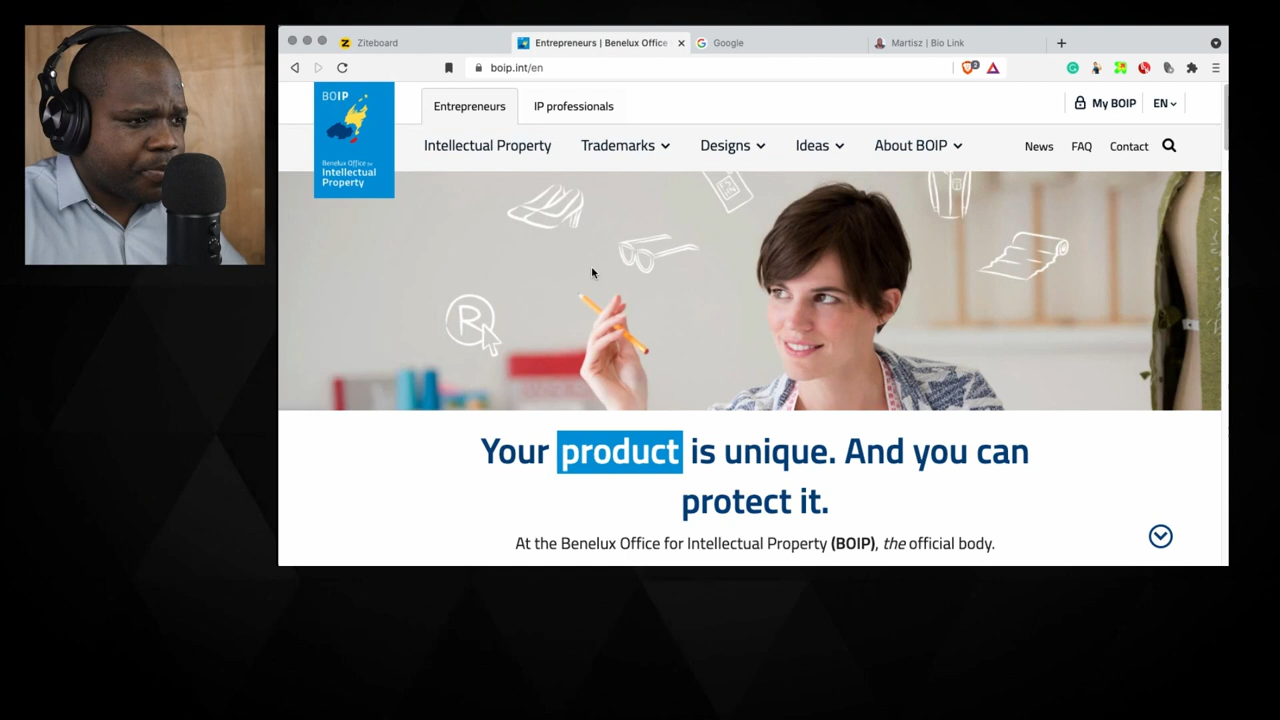 Ziteboard
Entrepreneurs | Benelux Office
Google
Martisz | Bio Link
boip.int/en
2
Entrepreneurs
IP professionals
My BOIP
EN
BOIP
Benelux Office for
Intellectual
Property
Intellectual Property
Trademarks
Designs
Ideas
About BOIP
News
FAQ
Contact
R
Your product is unique. And you can
protect it.
At the Benelux Office for Intellectual Property (BOIP), the official body.